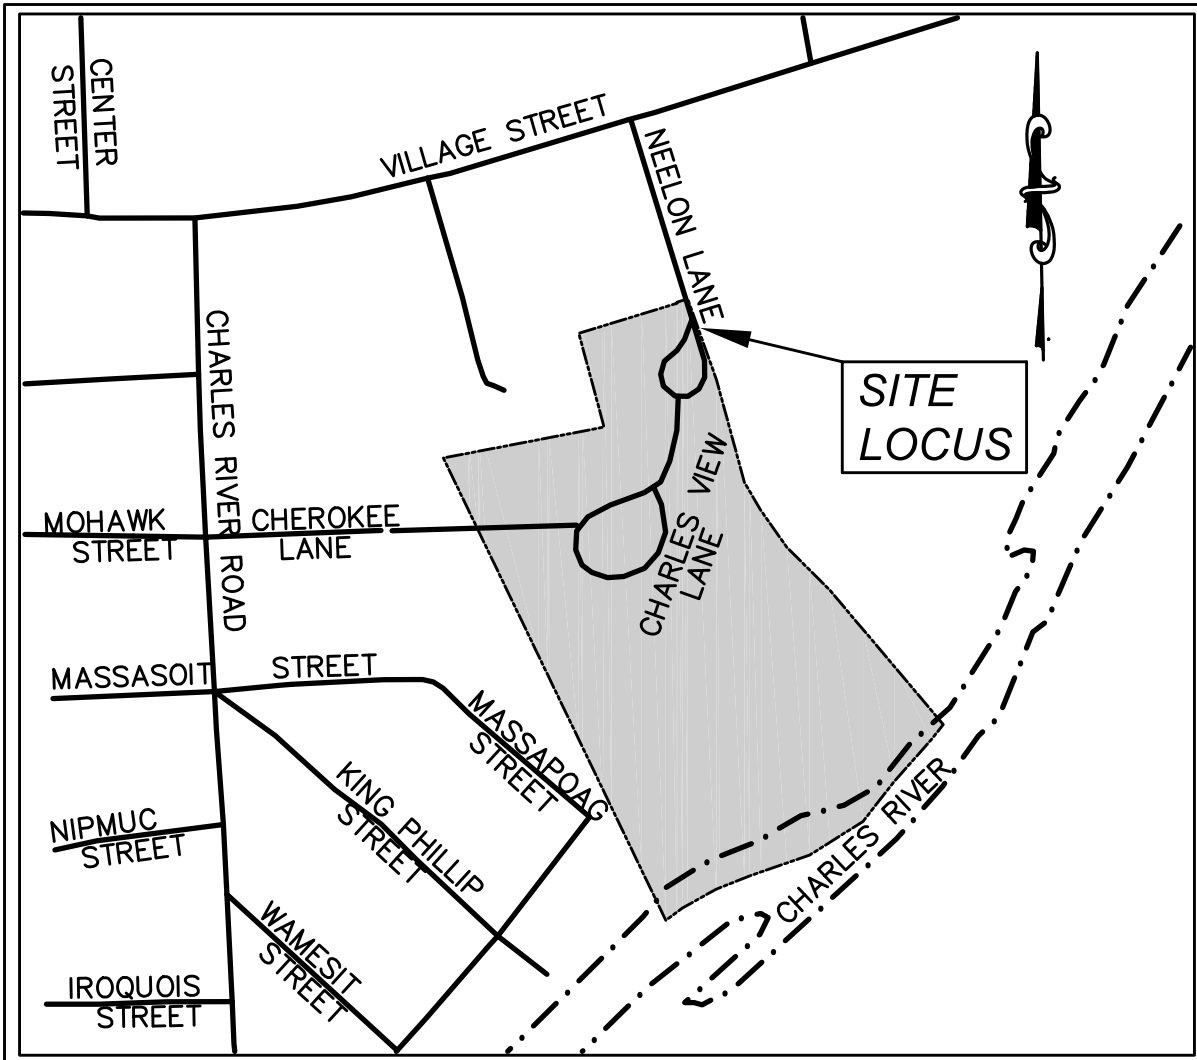 CENTER
STREET
VILLAGE STREET
NEELON LANE
SITE
LOCUS
CHARLES RIVER ROAD
MOHAWK
STREET
CHEROKEE
LANE
CHARLES VIEW
LANE
MASSASOIT
STREET
MASSAPOAG
STREET
KING PHILLIP
STREET
NIPMUC
STREET
CHARLES RIVER
WAMESIT
STREET
IROQUOIS
STREET